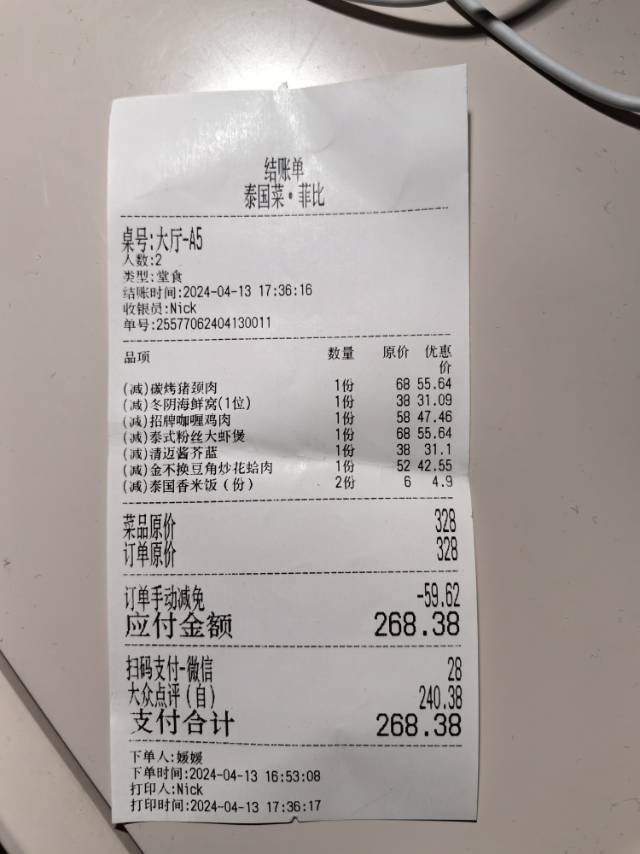 结账单
泰国菜·菲比
桌号:大厅-A5
人数:2
类型:堂食
结账时间:2024-04-13 17:36:16
收银员:Nick
单号:25577062404130011
品项 数量 原价 优惠价
(减)碳烤猪颈肉 1份 68 55.64
(减)冬阴海鲜窝(1位) 1份 38 31.09
(减)招牌咖喱鸡肉 1份 58 47.46
(减)泰式粉丝大虾煲 1份 68 55.64
(减)清迈酱芥蓝 1份 38 31.1
(减)金不换豆角炒花蛤肉 1份 52 42.55
(减)泰国香米饭(份) 2份 6 4.9
菜品原价 328
订单原价 328
订单手动减免 -59.62
应付金额 268.38
扫码支付-微信 28
大众点评(自) 240.38
支付合计 268.38
下单人:媛媛
下单时间:2024-04-13 16:53:08
打印人:Nick
打印时间:2024-04-13 17:36:17